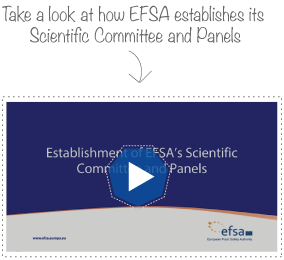 Take a look at how EFSA establishes its
Scientific Committee and Panels
Establishment of EFSA's Scientific
Committee and Panels
efsa
European Food Safety Authority
www.efsa.europa.eu